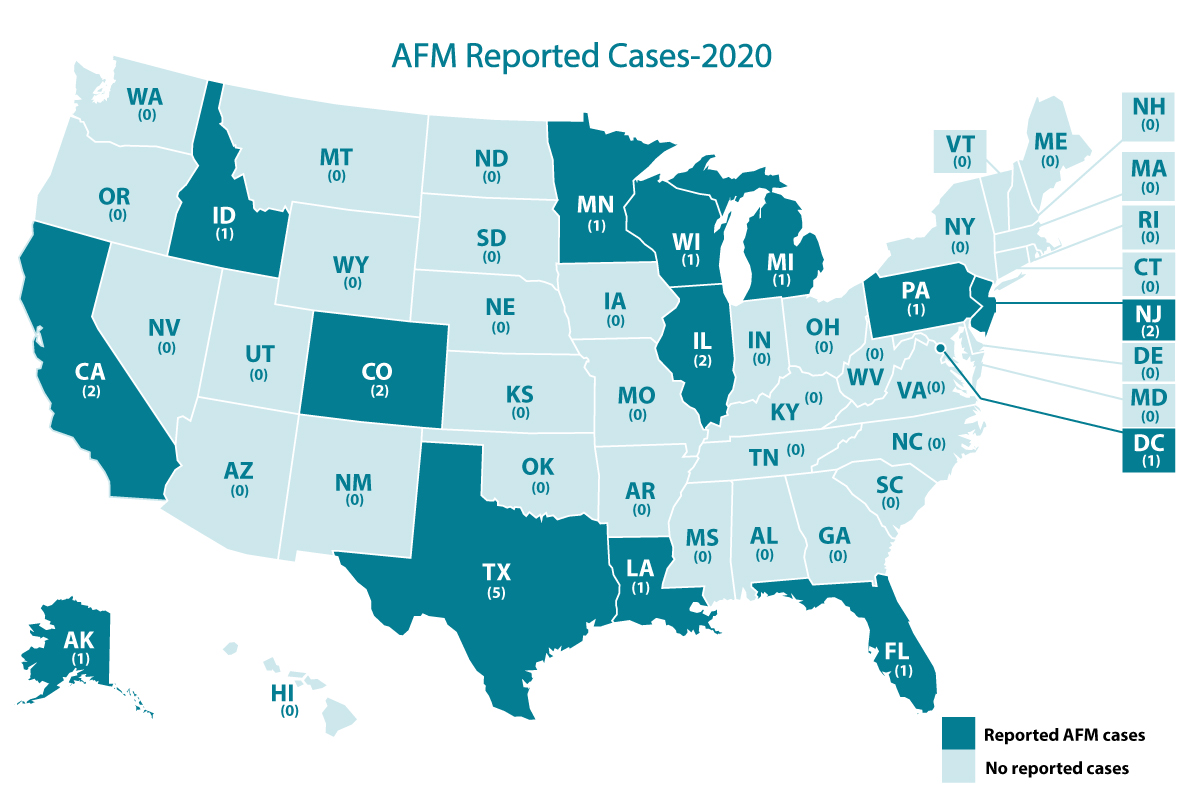 AFM Reported Cases-2020
WA
(0)
OR
(0)
ID
(1)
MT
(0)
ND
(0)
MN
(1)
WI
(1)
MI
(1)
VT
(0)
ME
(0)
NH
(0)
MA
(0)
RI
(0)
CT
(0)
NJ
(2)
DE
(0)
MD
(0)
DC
(1)
NY
(0)
PA
(1)
SD
(0)
WY
(0)
NE
(0)
IA
(0)
IL
(2)
IN
(0)
OH
(0)
WV
(0)
VA(0)
KY (0)
CA
(2)
NV
(0)
UT
(0)
CO
(2)
KS
(0)
MO
(0)
TN (0)
NC (0)
SC
(0)
AZ
(0)
NM
(0)
OK
(0)
AR
(0)
MS
(0)
AL
(0)
GA
(0)
TX
(5)
LA
(1)
FL
(1)
AK
(1)
HI
(0)
Reported AFM cases
No reported cases